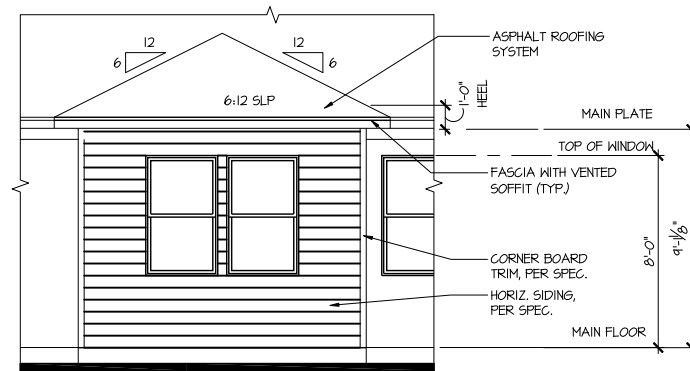 12
12
6
6
ASPHALT ROOFING
SYSTEM
6:12 SLP
1'-0"
HEEL
MAIN PLATE
TOP OF WINDOW
FASCIA WITH VENTED
SOFFIT (TYP.)
8'-0"
9'-1⅛"
CORNER BOARD
TRIM, PER SPEC.
HORIZ. SIDING,
PER SPEC.
MAIN FLOOR